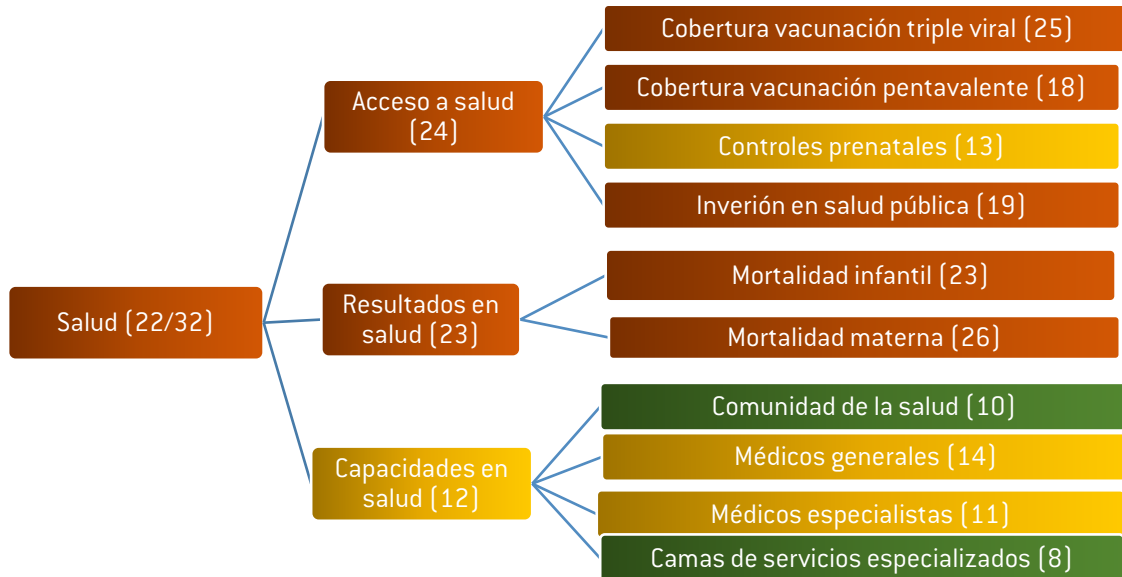 Salud (22/32)
Acceso a salud
(24)
Cobertura vacunación triple viral (25)
Cobertura vacunación pentavalente (18)
Controles prenatales (13)
Inverión en salud pública (19)
Resultados en
salud (23)
Mortalidad infantil (23)
Mortalidad materna (26)
Capacidades en
salud (12)
Comunidad de la salud (10)
Médicos generales (14)
Médicos especialistas (11)
Camas de servicios especializados (8)